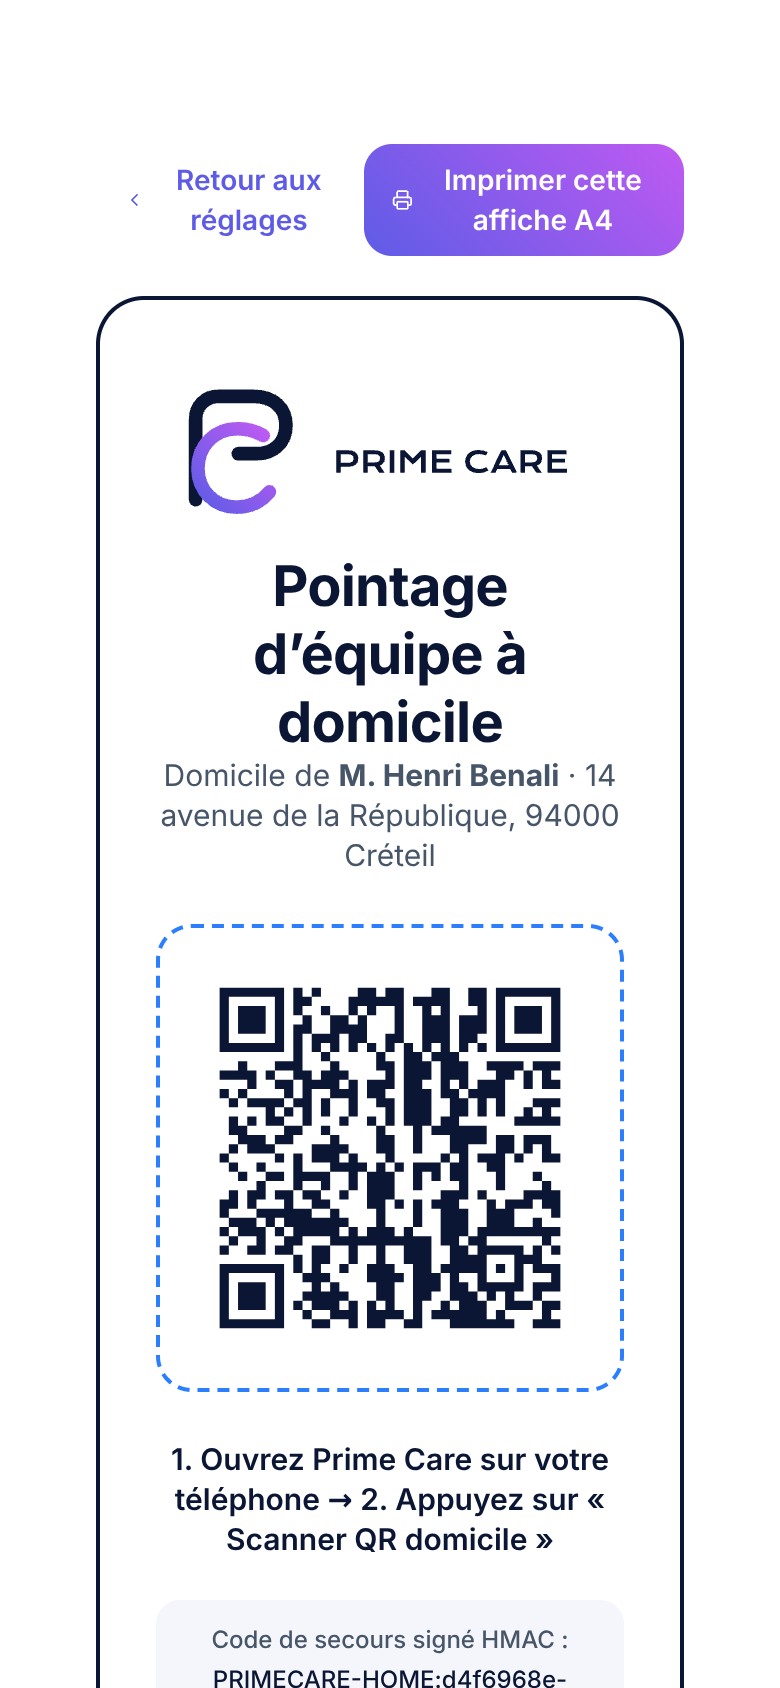 Retour aux
réglages
Imprimer cette
affiche A4
PRIME CARE
Pointage
d’équipe à
domicile
Domicile de M. Henri Benali · 14
avenue de la République, 94000
Créteil
1. Ouvrez Prime Care sur votre
téléphone → 2. Appuyez sur «
Scanner QR domicile »
Code de secours signé HMAC :
PRIMECARE-HOME:d4f6968e-